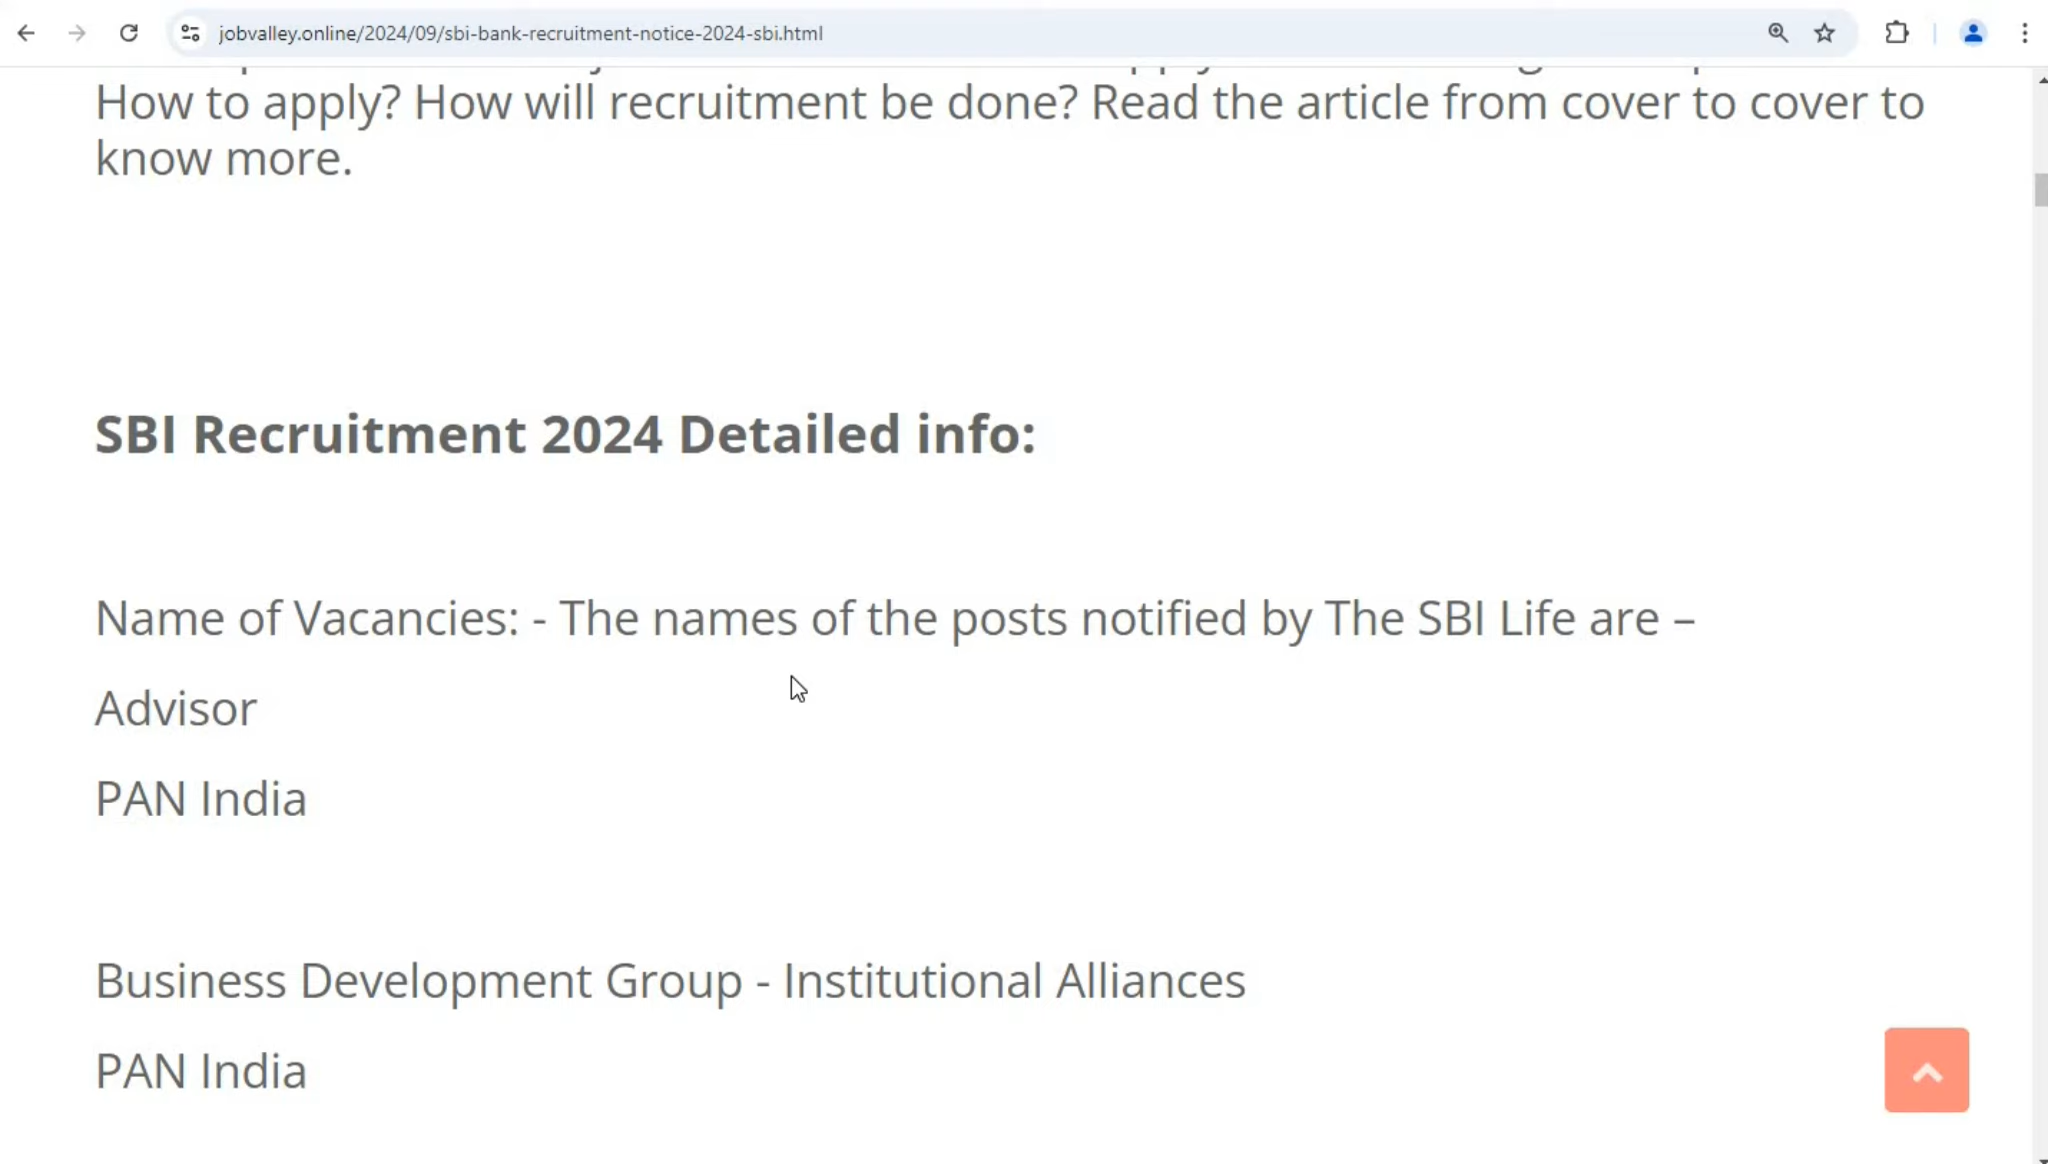 jobvalley.online/2024/09/sbi-bank-recruitment-notice-2024-sbi.html
How to apply? How will recruitment be done? Read the article from cover to cover to
know more.
SBI Recruitment 2024 Detailed info:
Name of Vacancies: - The names of the posts notified by The SBI Life are –
Advisor
PAN India
Business Development Group - Institutional Alliances
PAN India